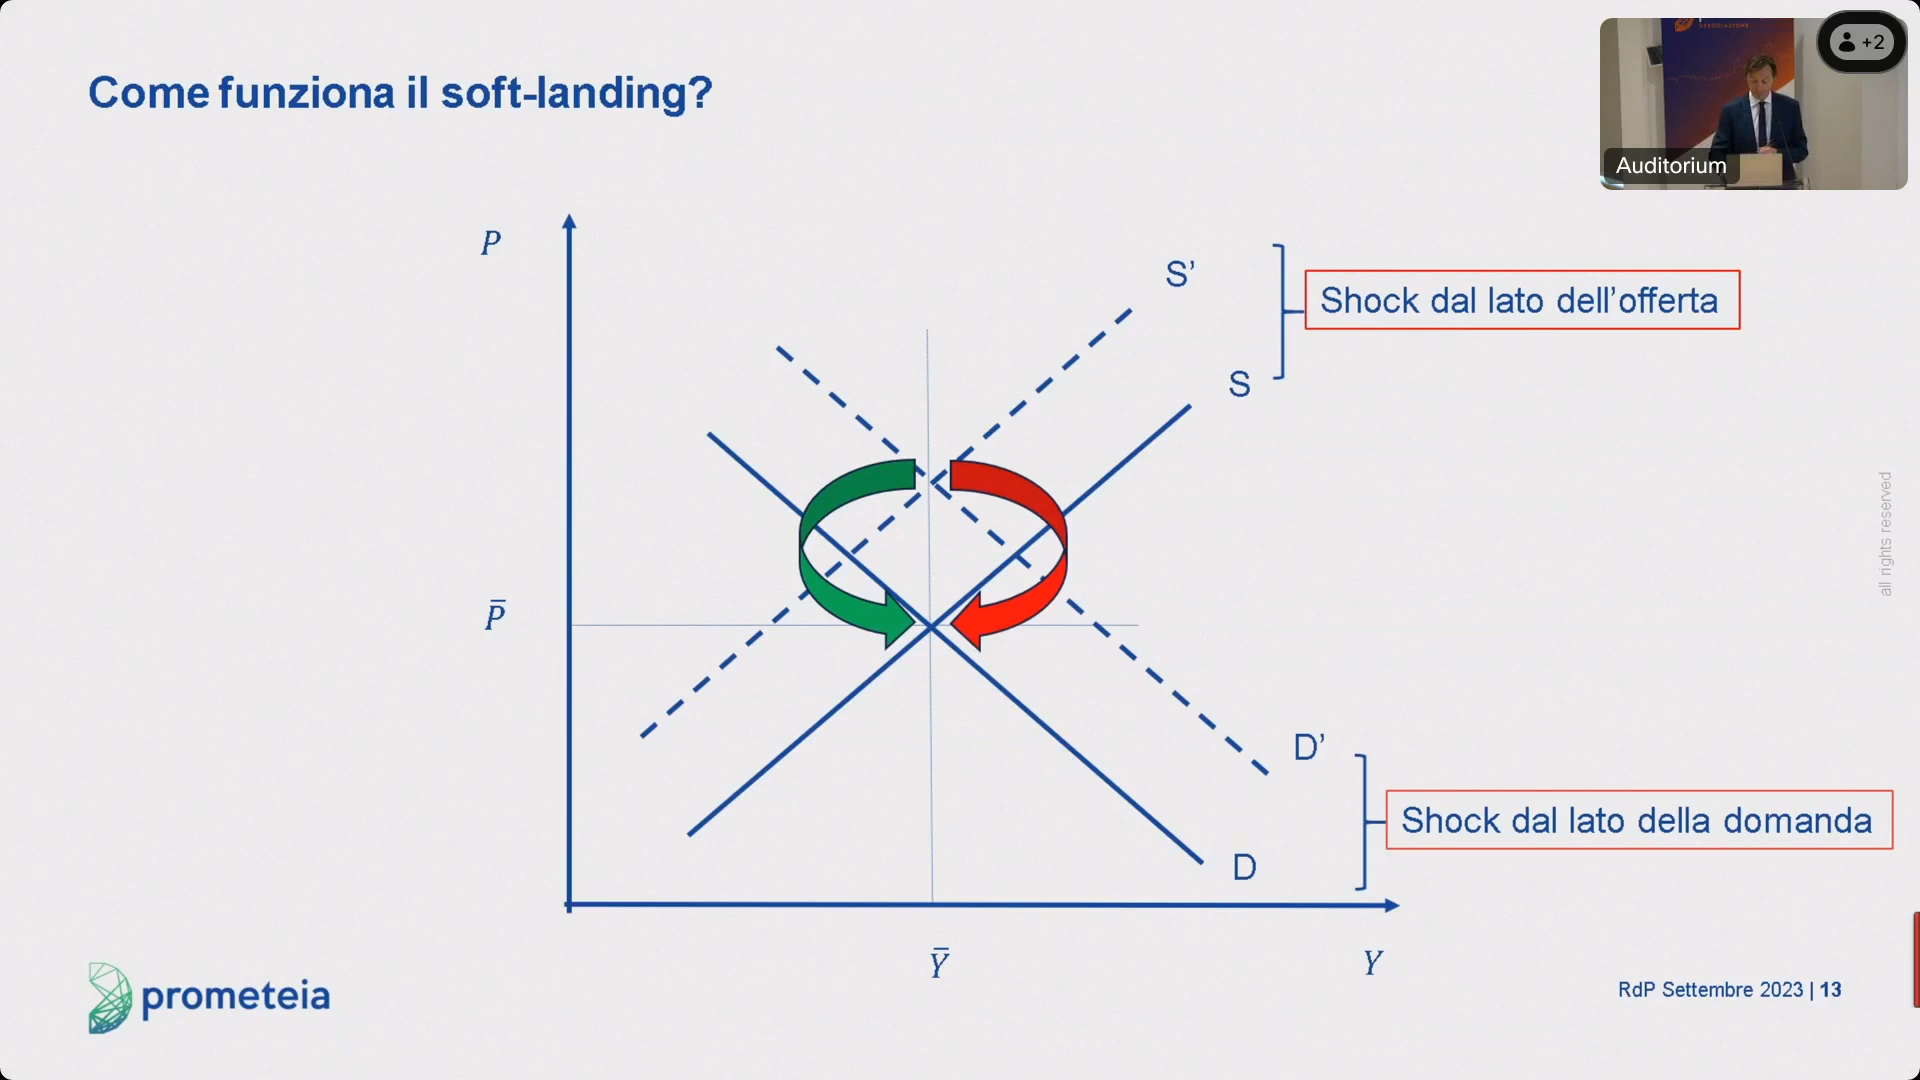 Come funziona il soft-landing?
+2
Auditorium
P
S’
Shock dal lato dell’offerta
S
all rights reserved
P̅
D’
Shock dal lato della domanda
D
Y̅
Y
prometeia
RdP Settembre 2023 | 13